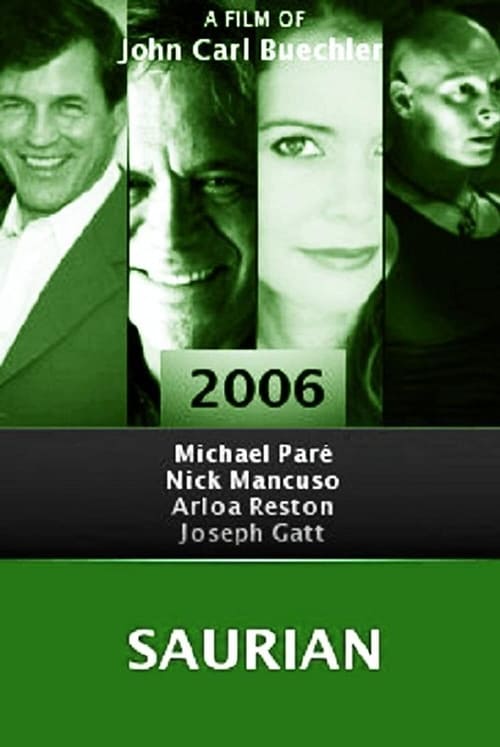 A FILM OF
John Carl Buechler
2006
Michael Paré
Nick Mancuso
Arloa Reston
Joseph Gatt
SAURIAN